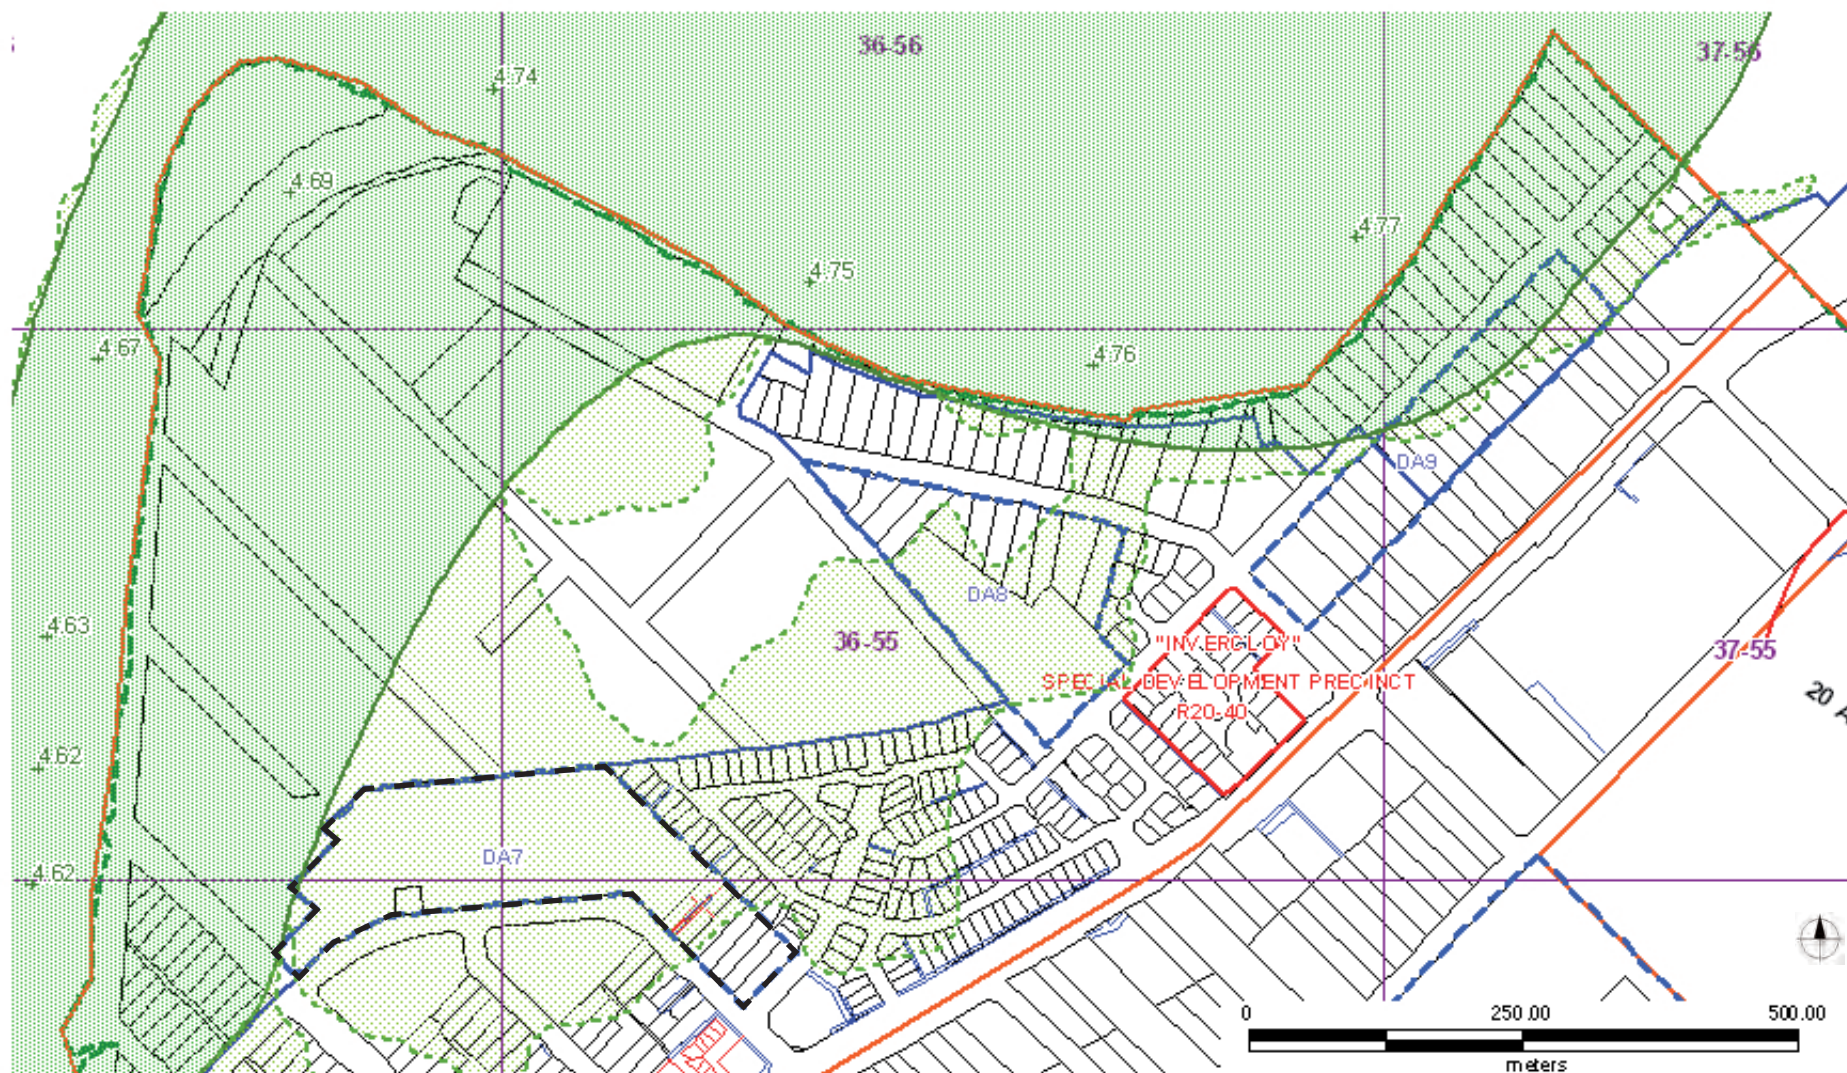 36-56
37-56
4.74
4.69
4.77
4.75
4.67
4.76
DA9
DA8
4.63
36-55
"INVERCLOY"
37-55
SPECIAL DEVELOPMENT PRECINCT
R20-40
20
4.62
DA7
4.62
0
250.00
500.00
meters